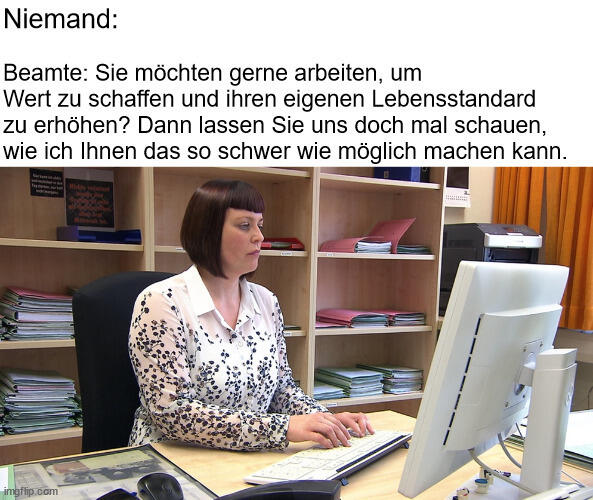 Niemand:
Beamte: Sie möchten gerne arbeiten, um
Wert zu schaffen und ihren eigenen Lebensstandard
zu erhöhen? Dann lassen Sie uns doch mal schauen,
wie ich Ihnen das so schwer wie möglich machen kann.
imgflip.com